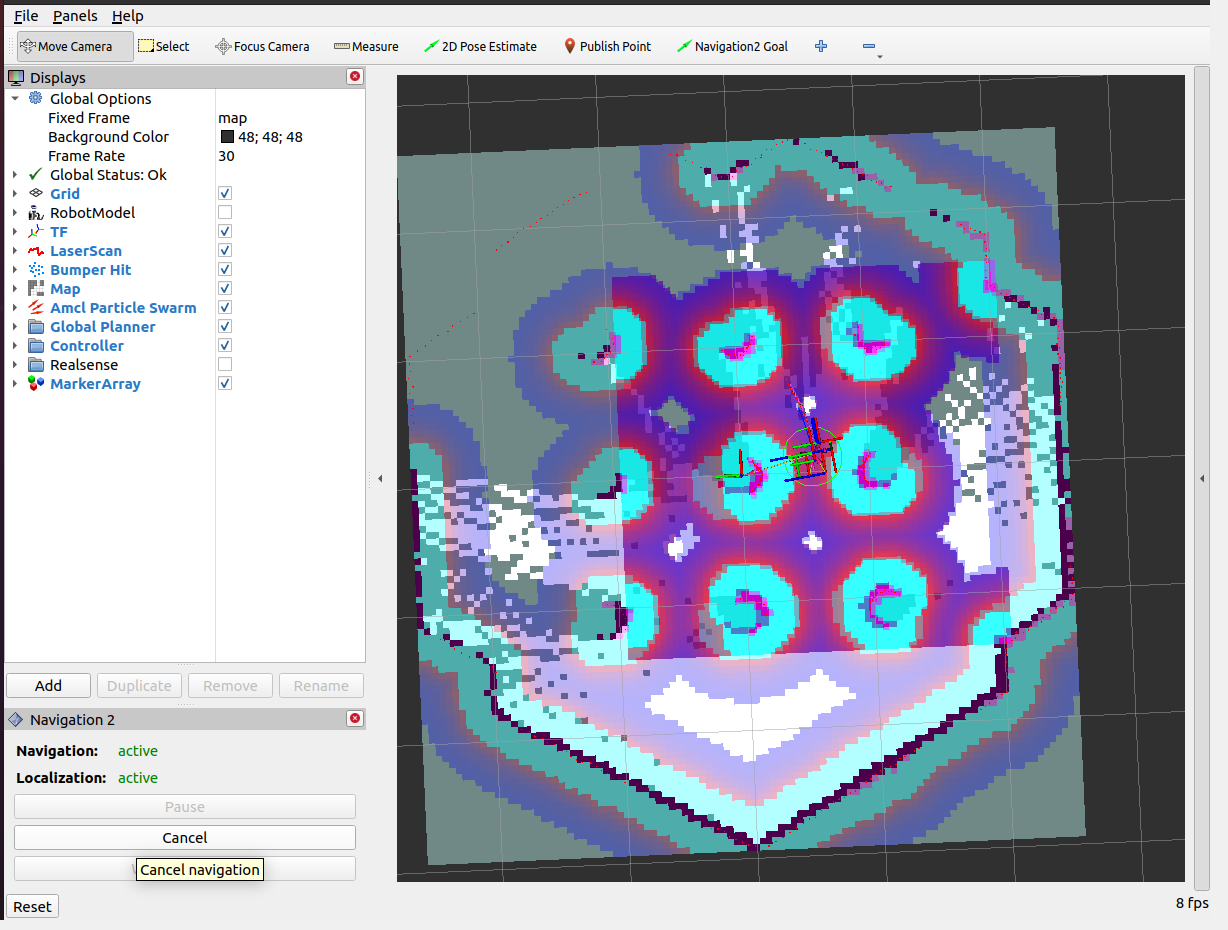 File Panels Help
Move Camera Select Focus Camera Measure 2D Pose Estimate Publish Point Navigation2 Goal
Displays
Global Options
Fixed Frame map
Background Color 48; 48; 48
Frame Rate 30
Global Status: Ok
Grid
RobotModel
TF
LaserScan
Bumper Hit
Map
Amcl Particle Swarm
Global Planner
Controller
Realsense
MarkerArray
Add Duplicate Remove Rename
Navigation 2
Navigation: active
Localization: active
Pause
Cancel
Cancel navigation
Reset
8 fps